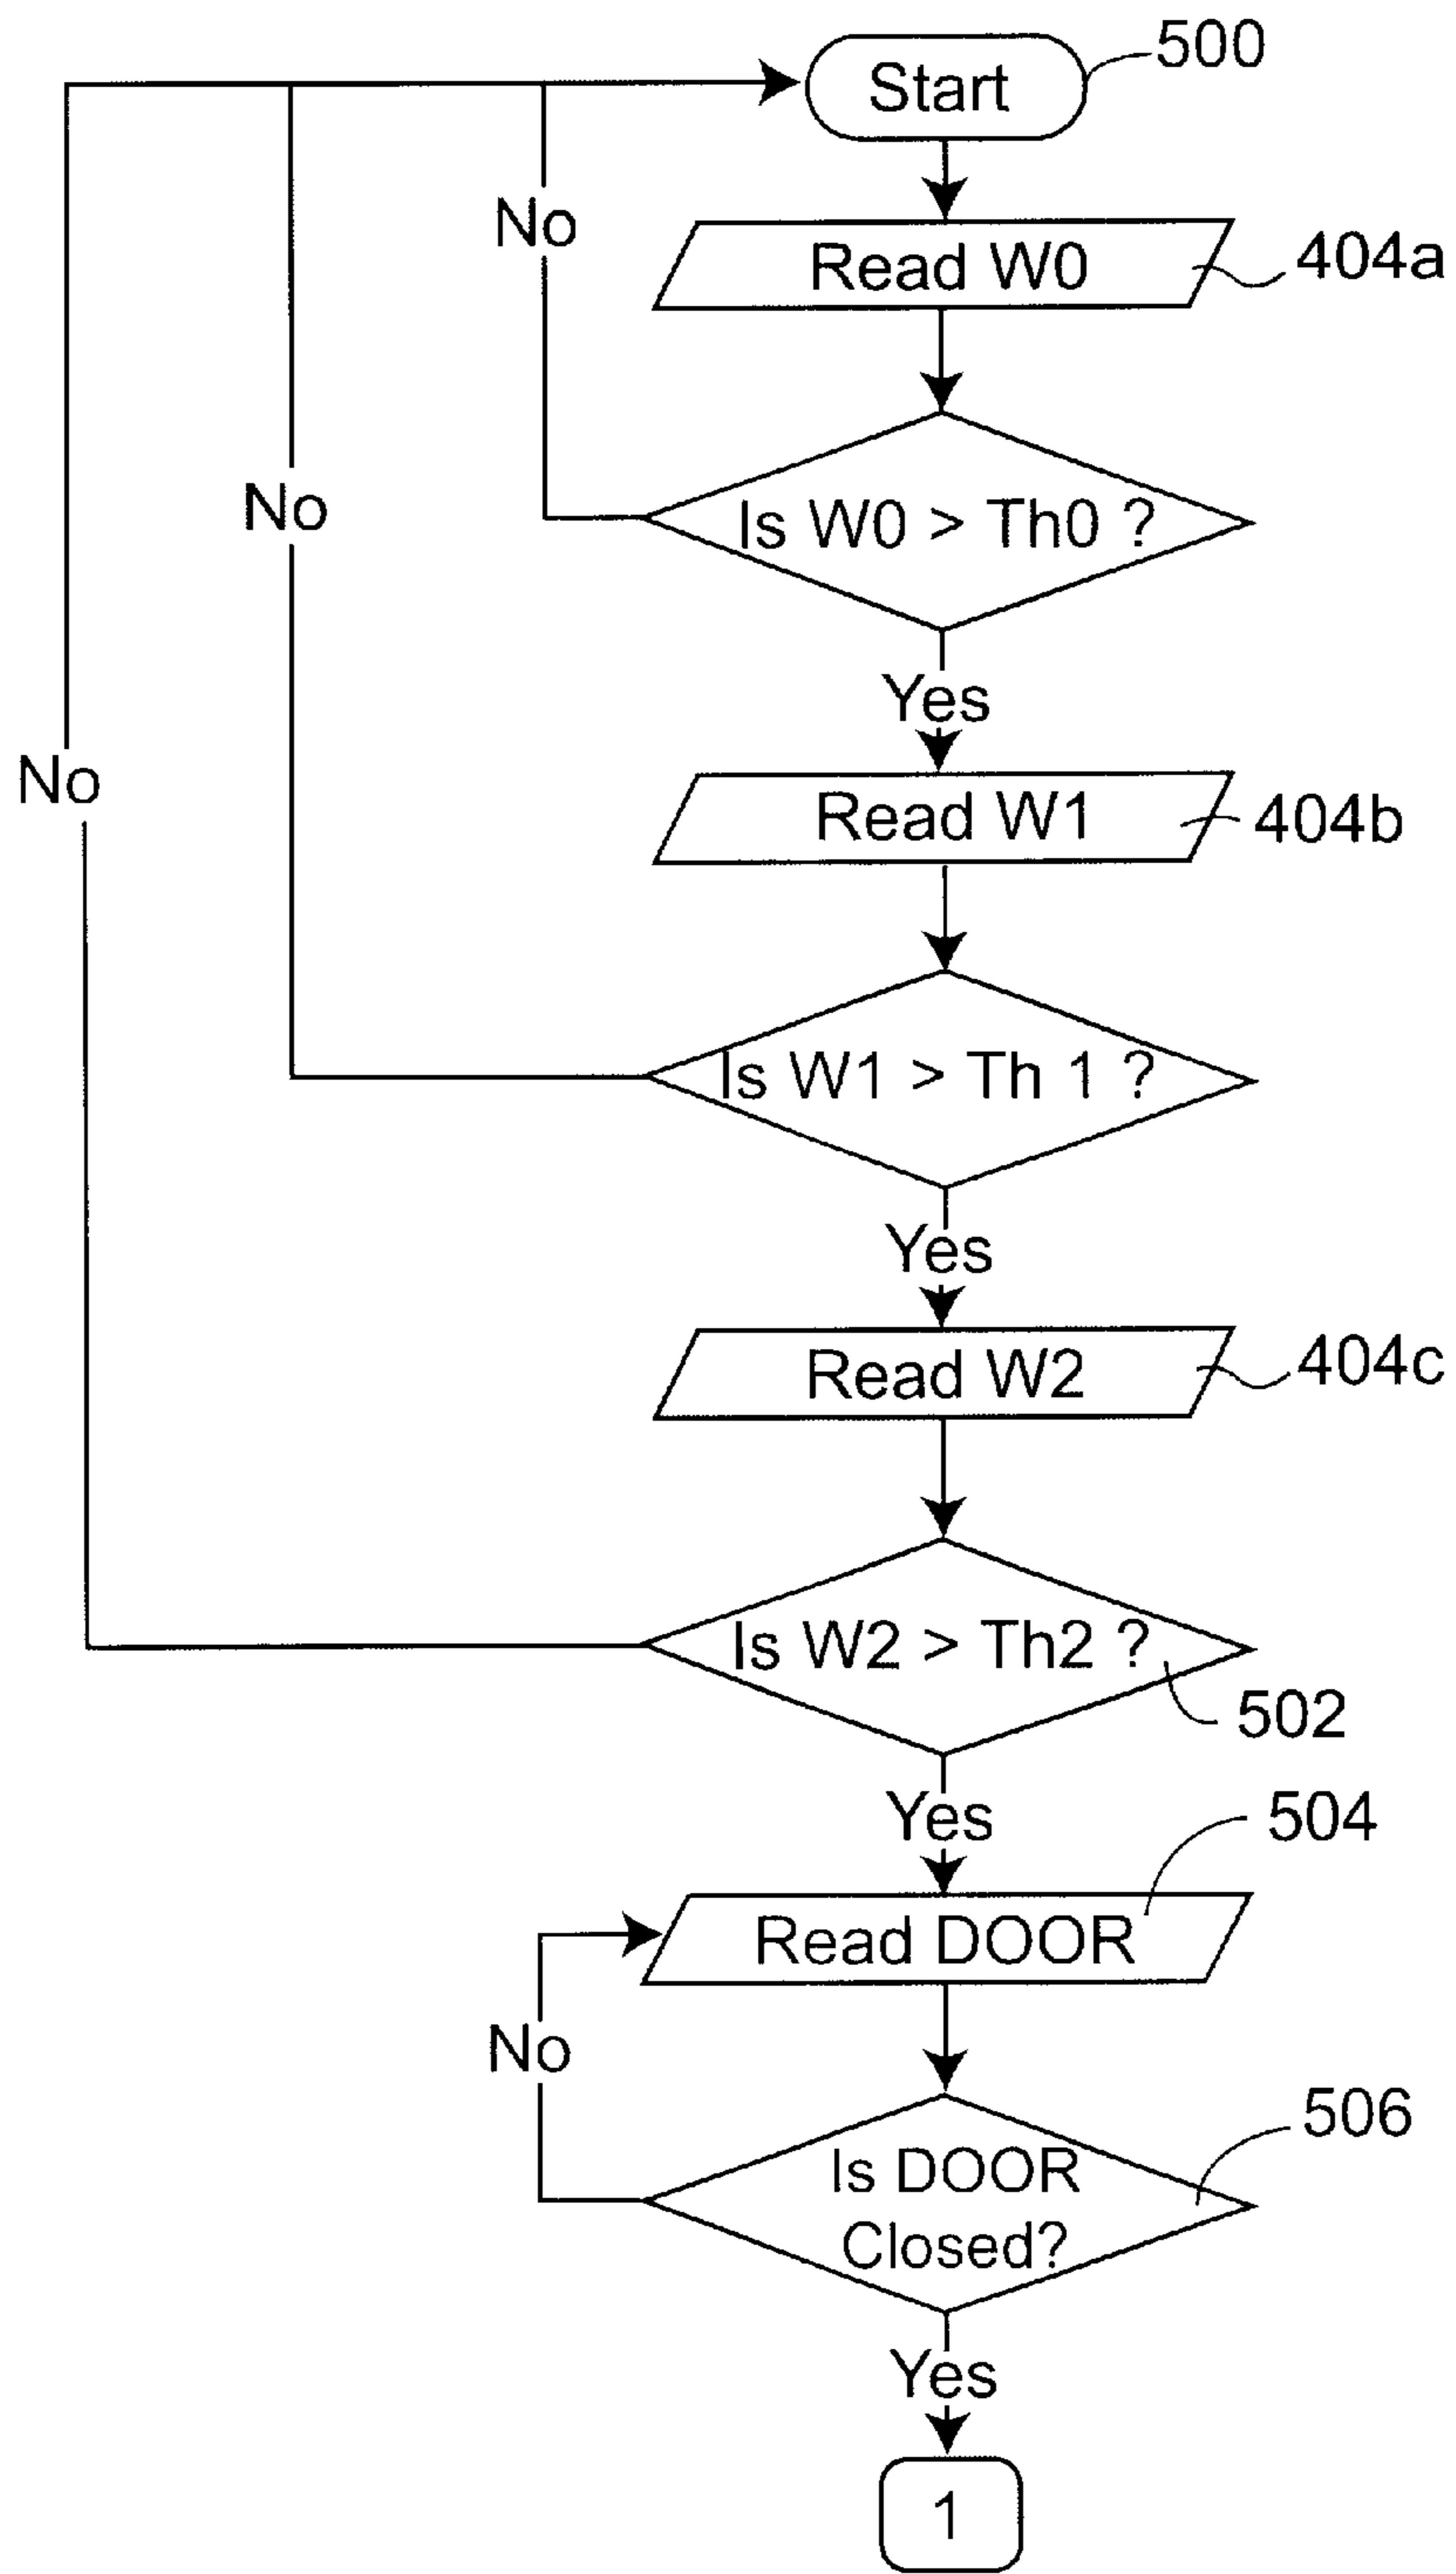 Start
500
No
Read W0
404a
Is W0 > Th0 ?
No
Yes
No
Read W1
404b
Is W1 > Th 1 ?
Yes
Read W2
404c
Is W2 > Th2 ?
502
Yes
504
Read DOOR
No
506
Is DOOR
Closed?
Yes
1